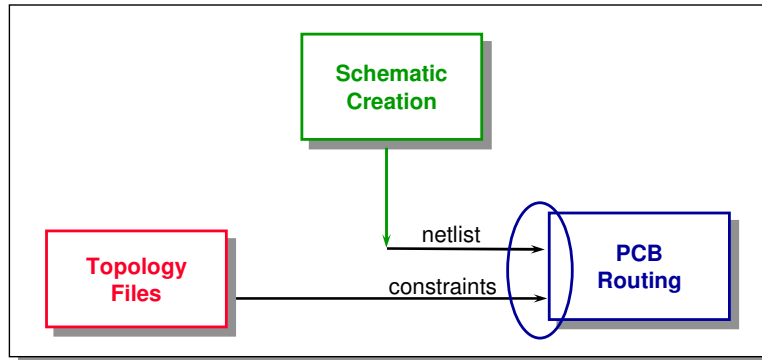 Schematic
Creation
netlist
Topology
Files
constraints
PCB
Routing